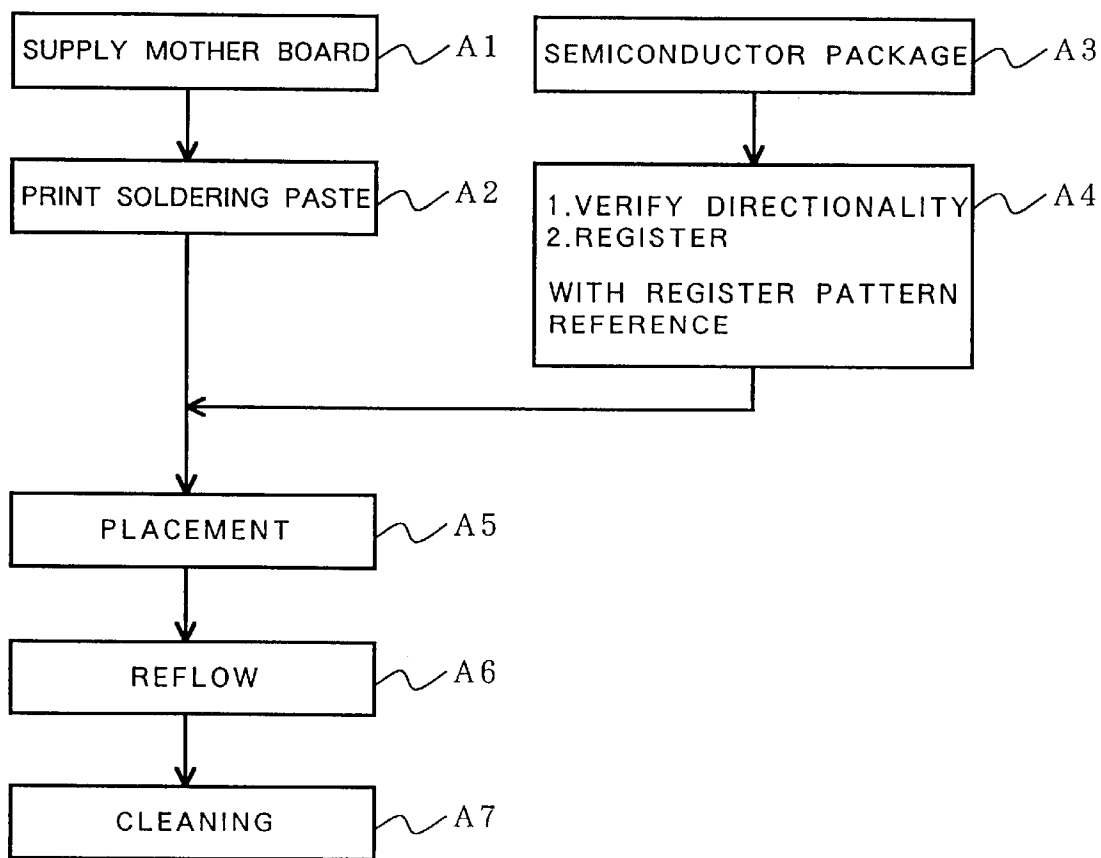 SUPPLY MOTHER BOARD
A1
PRINT SOLDERING PASTE
A2
SEMICONDUCTOR PACKAGE
A3
1.VERIFY DIRECTIONALITY
2.REGISTER
WITH REGISTER PATTERN
REFERENCE
A4
PLACEMENT
A5
REFLOW
A6
CLEANING
A7